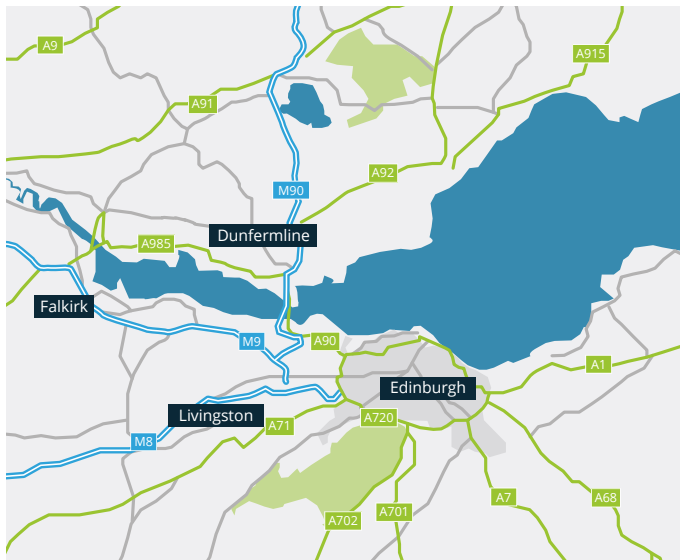 A9
A915
A91
A92
M90
Dunfermline
A985
Falkirk
M9
A90
A1
Edinburgh
Livingston
A720
A71
M8
A7
A68
A701
A702